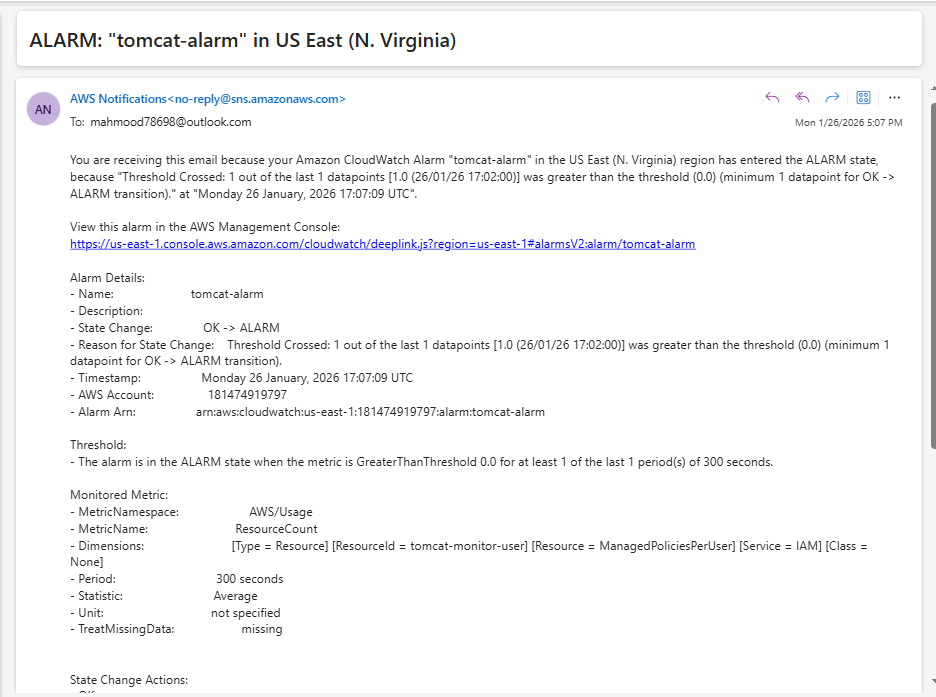 ALARM: "tomcat-alarm" in US East (N. Virginia)
AN
AWS Notifications<no-reply@sns.amazonaws.com>
To: mahmood78698@outlook.com
Mon 1/26/2026 5:07 PM
You are receiving this email because your Amazon CloudWatch Alarm "tomcat-alarm" in the US East (N. Virginia) region has entered the ALARM state,
because "Threshold Crossed: 1 out of the last 1 datapoints [1.0 (26/01/26 17:02:00)] was greater than the threshold (0.0) (minimum 1 datapoint for OK ->
ALARM transition)." at "Monday 26 January, 2026 17:07:09 UTC".
View this alarm in the AWS Management Console:
https://us-east-1.console.aws.amazon.com/cloudwatch/deeplink.js?region=us-east-1#alarmsV2:alarm/tomcat-alarm
Alarm Details:
- Name: tomcat-alarm
- Description:
- State Change: OK -> ALARM
- Reason for State Change: Threshold Crossed: 1 out of the last 1 datapoints [1.0 (26/01/26 17:02:00)] was greater than the threshold (0.0) (minimum 1
datapoint for OK -> ALARM transition).
- Timestamp: Monday 26 January, 2026 17:07:09 UTC
- AWS Account: 181474919797
- Alarm Arn: arn:aws:cloudwatch:us-east-1:181474919797:alarm:tomcat-alarm
Threshold:
- The alarm is in the ALARM state when the metric is GreaterThanThreshold 0.0 for at least 1 of the last 1 period(s) of 300 seconds.
Monitored Metric:
- MetricNamespace: AWS/Usage
- MetricName: ResourceCount
- Dimensions: [Type = Resource] [ResourceId = tomcat-monitor-user] [Resource = ManagedPoliciesPerUser] [Service = IAM] [Class =
None]
- Period: 300 seconds
- Statistic: Average
- Unit: not specified
- TreatMissingData: missing
State Change Actions: